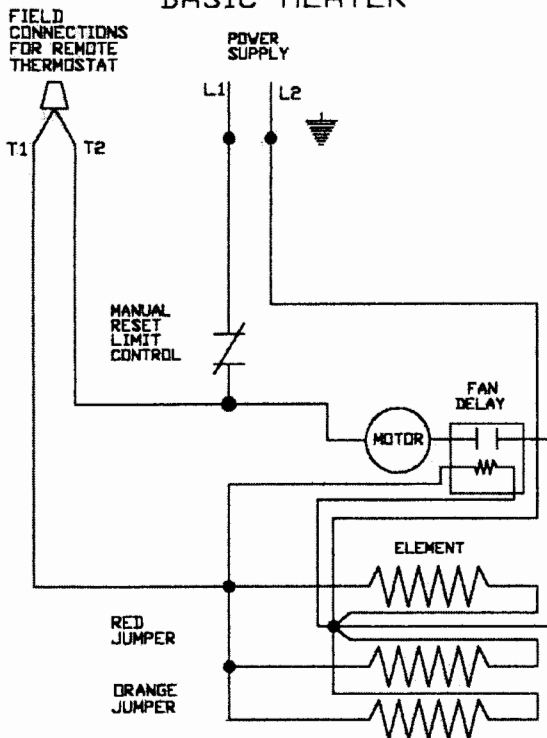 BASIC HEATER
FIELD
CONNECTIONS
FOR REMOTE
THERMOSTAT
POWER
SUPPLY
L1
L2
T1
T2
MANUAL
RESET
LIMIT
CONTROL
FAN
DELAY
MOTOR
ELEMENT
RED
JUMPER
ORANGE
JUMPER